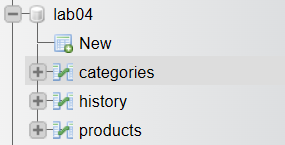 lab04
New
categories
history
products